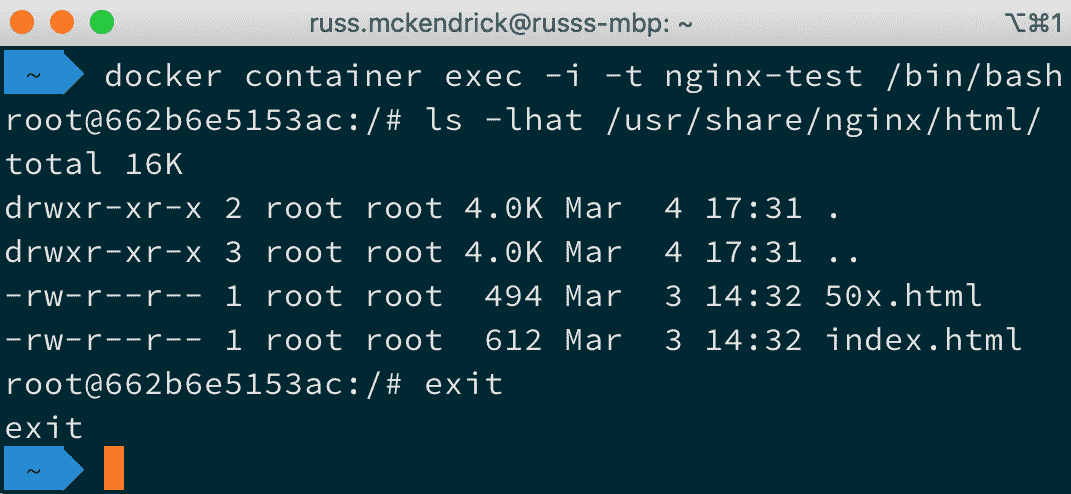 russ.mckendrick@russs-mbp: ~ ⌥⌘1
~ docker container exec -i -t nginx-test /bin/bash
root@662b6e5153ac:/# ls -lhat /usr/share/nginx/html/
total 16K
drwxr-xr-x 2 root root 4.0K Mar  4 17:31 .
drwxr-xr-x 3 root root 4.0K Mar  4 17:31 ..
-rw-r--r-- 1 root root  494 Mar  3 14:32 50x.html
-rw-r--r-- 1 root root  612 Mar  3 14:32 index.html
root@662b6e5153ac:/# exit
exit
~